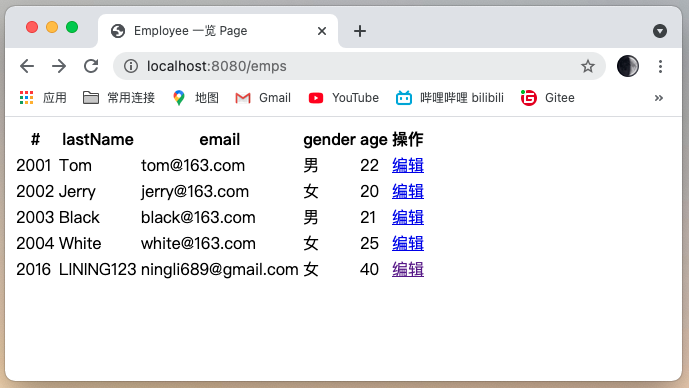 Employee 一览 Page
localhost:8080/emps
应用 常用连接 地图 Gmail YouTube 哔哩哔哩 bilibili Gitee »
# lastName email gender age 操作
2001 Tom tom@163.com 男 22 编辑
2002 Jerry jerry@163.com 女 20 编辑
2003 Black black@163.com 男 21 编辑
2004 White white@163.com 女 25 编辑
2016 LINING123 ningli689@gmail.com 女 40 编辑